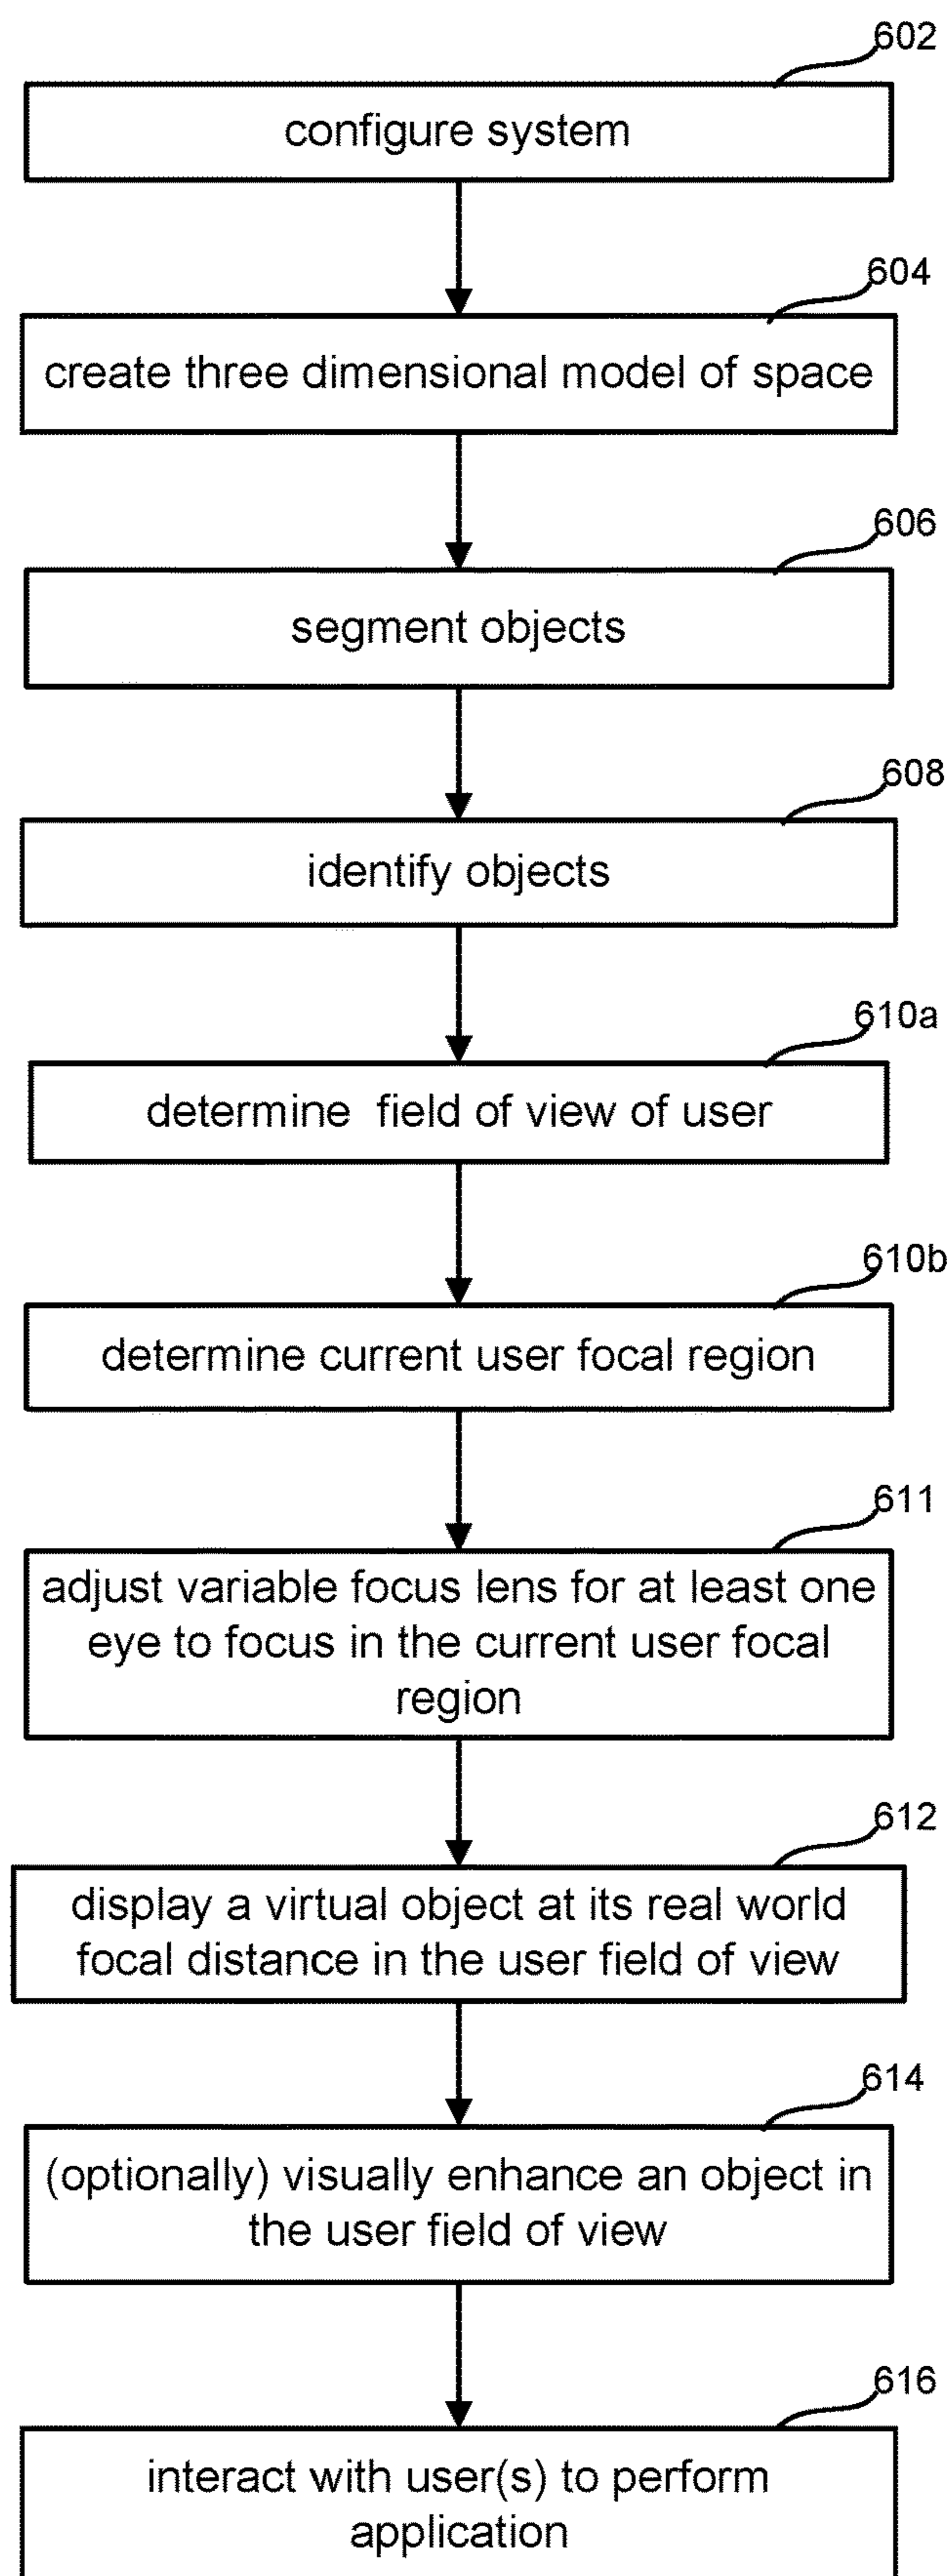 602
configure system
604
create three dimensional model of space
606
segment objects
608
identify objects
610a
determine field of view of user
610b
determine current user focal region
611
adjust variable focus lens for at least one
eye to focus in the current user focal
region
612
display a virtual object at its real world
focal distance in the user field of view
614
(optionally) visually enhance an object in
the user field of view
616
interact with user(s) to perform
application